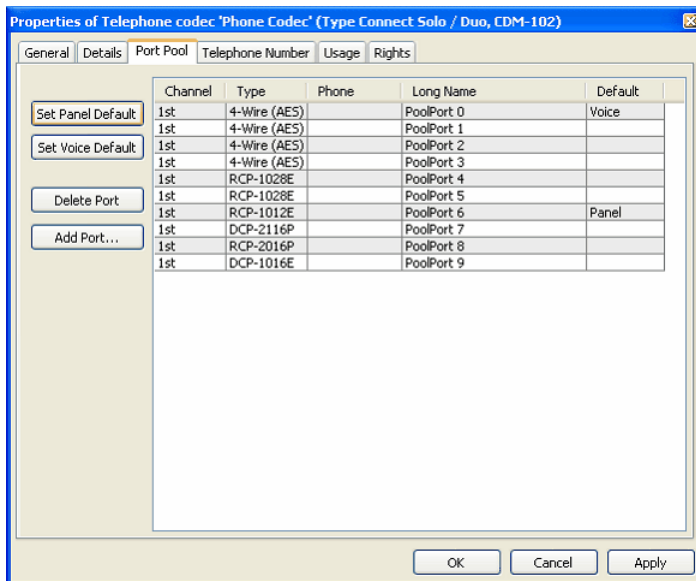 Properties of Telephone codec 'Phone Codec' (Type Connect Solo / Duo, CDM-102)
General Details Port Pool Telephone Number Usage Rights
Set Panel Default
Set Voice Default
Delete Port
Add Port...
Channel Type Phone Long Name Default
1st 4-Wire (AES) PoolPort 0 Voice
1st 4-Wire (AES) PoolPort 1
1st 4-Wire (AES) PoolPort 2
1st 4-Wire (AES) PoolPort 3
1st RCP-1028E PoolPort 4
1st RCP-1028E PoolPort 5
1st RCP-1012E PoolPort 6 Panel
1st DCP-2116P PoolPort 7
1st RCP-2016P PoolPort 8
1st DCP-1016E PoolPort 9
OK Cancel Apply